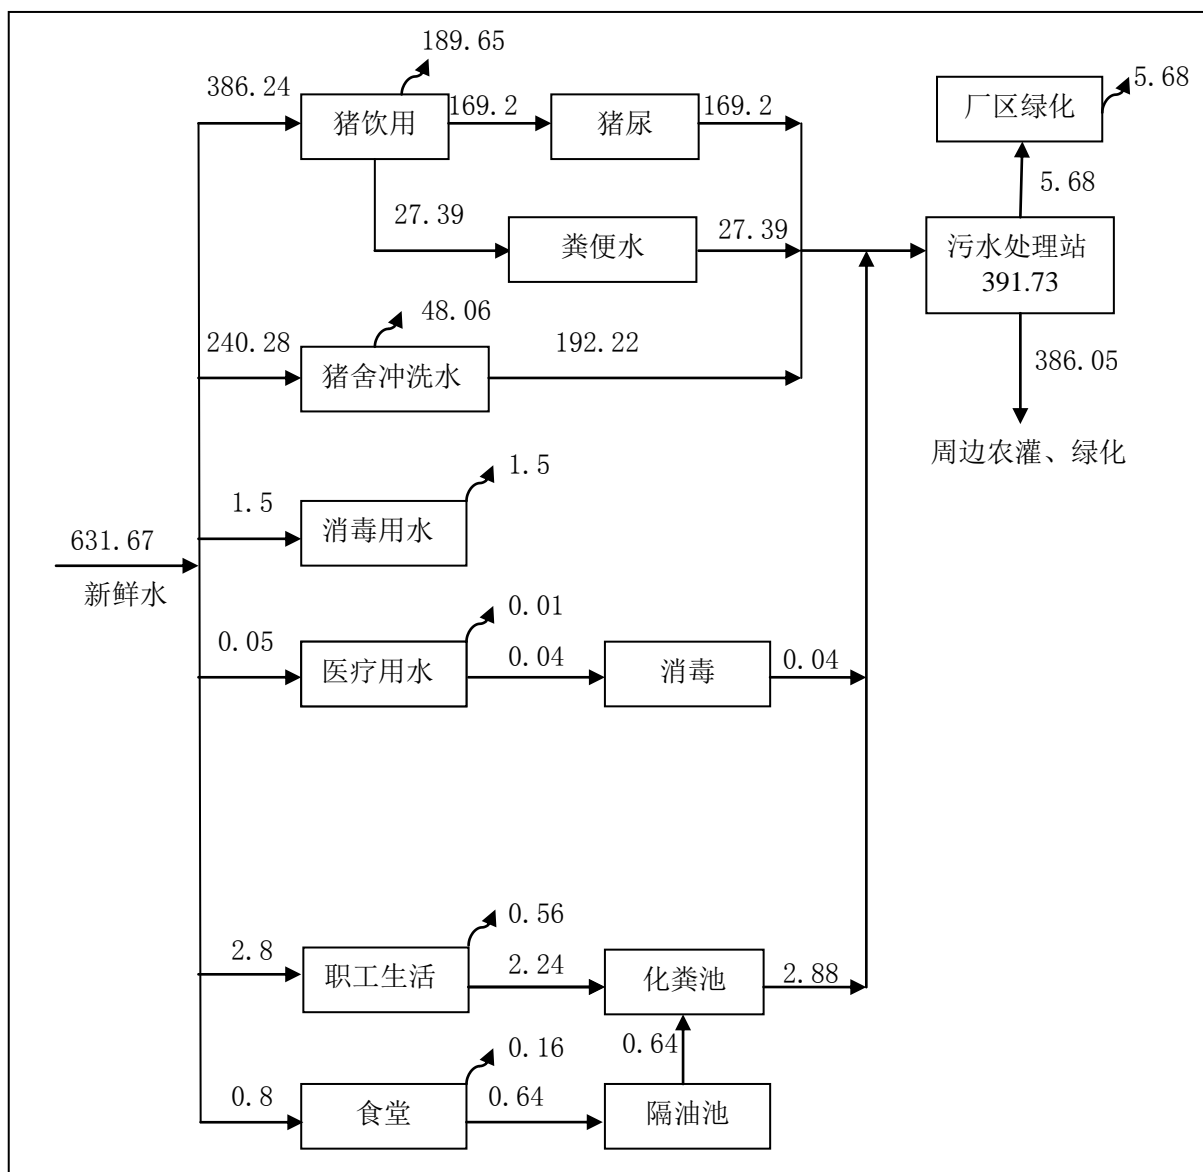 189.65
386.24
猪饮用
169.2
猪尿
169.2
厂区绿化
5.68
5.68
27.39
粪便水
27.39
污水处理站
391.73
48.06
240.28
猪舍冲洗水
192.22
386.05
周边农灌、绿化
1.5
1.5
消毒用水
631.67
新鲜水
0.01
0.05
医疗用水
0.04
消毒
0.04
0.56
2.8
职工生活
2.24
化粪池
2.88
0.16
0.64
0.8
食堂
0.64
隔油池